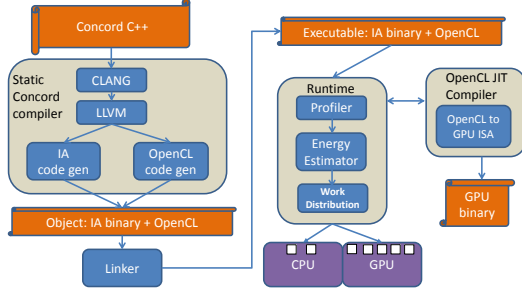 Concord C++
Static
Concord
compiler
CLANG
LLVM
IA
code gen
OpenCL
code gen
Object: IA binary + OpenCL
Linker
Executable: IA binary + OpenCL
Runtime
Profiler
Energy
Estimator
Work
Distribution
CPU
GPU
OpenCL JIT
Compiler
OpenCL to
GPU ISA
GPU
binary